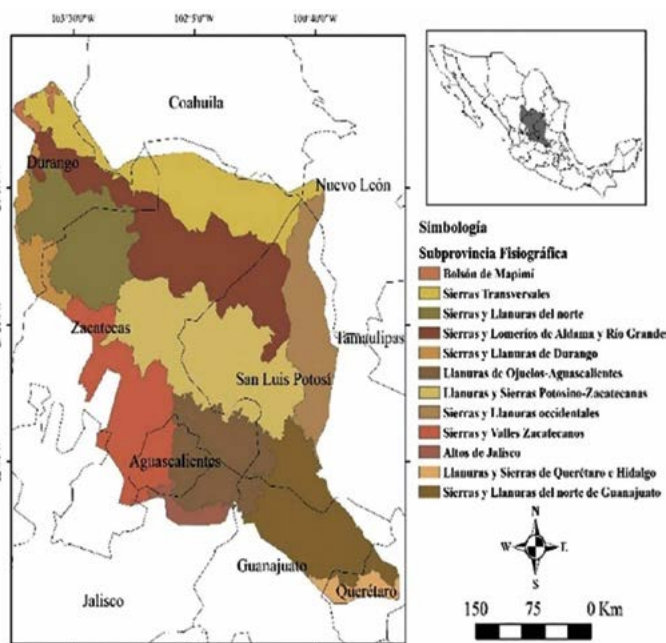 103°30'0"W 102°5'0"W 100°40'0"W
Coahuila
Durango
Nuevo León
Zacatecas
Tamaulipas
San Luis Potosí
Aguascalientes
Guanajuato
Querétaro
Jalisco
Simbología
Subprovincia Fisiográfica
Bolsón de Mapimí
Sierras Transversales
Sierras y Llanuras del norte
Sierras y Lomeríos de Aldama y Río Grande
Sierras y Llanuras de Durango
Llanuras de Ojuelos-Aguascalientes
Llanuras y Sierras Potosino-Zacatecanas
Sierras y Llanuras occidentales
Sierras y Valles Zacatecanos
Altos de Jalisco
Llanuras y Sierras de Querétaro e Hidalgo
Sierras y Llanuras del norte de Guanajuato
N
W E
S
150 75 0 Km